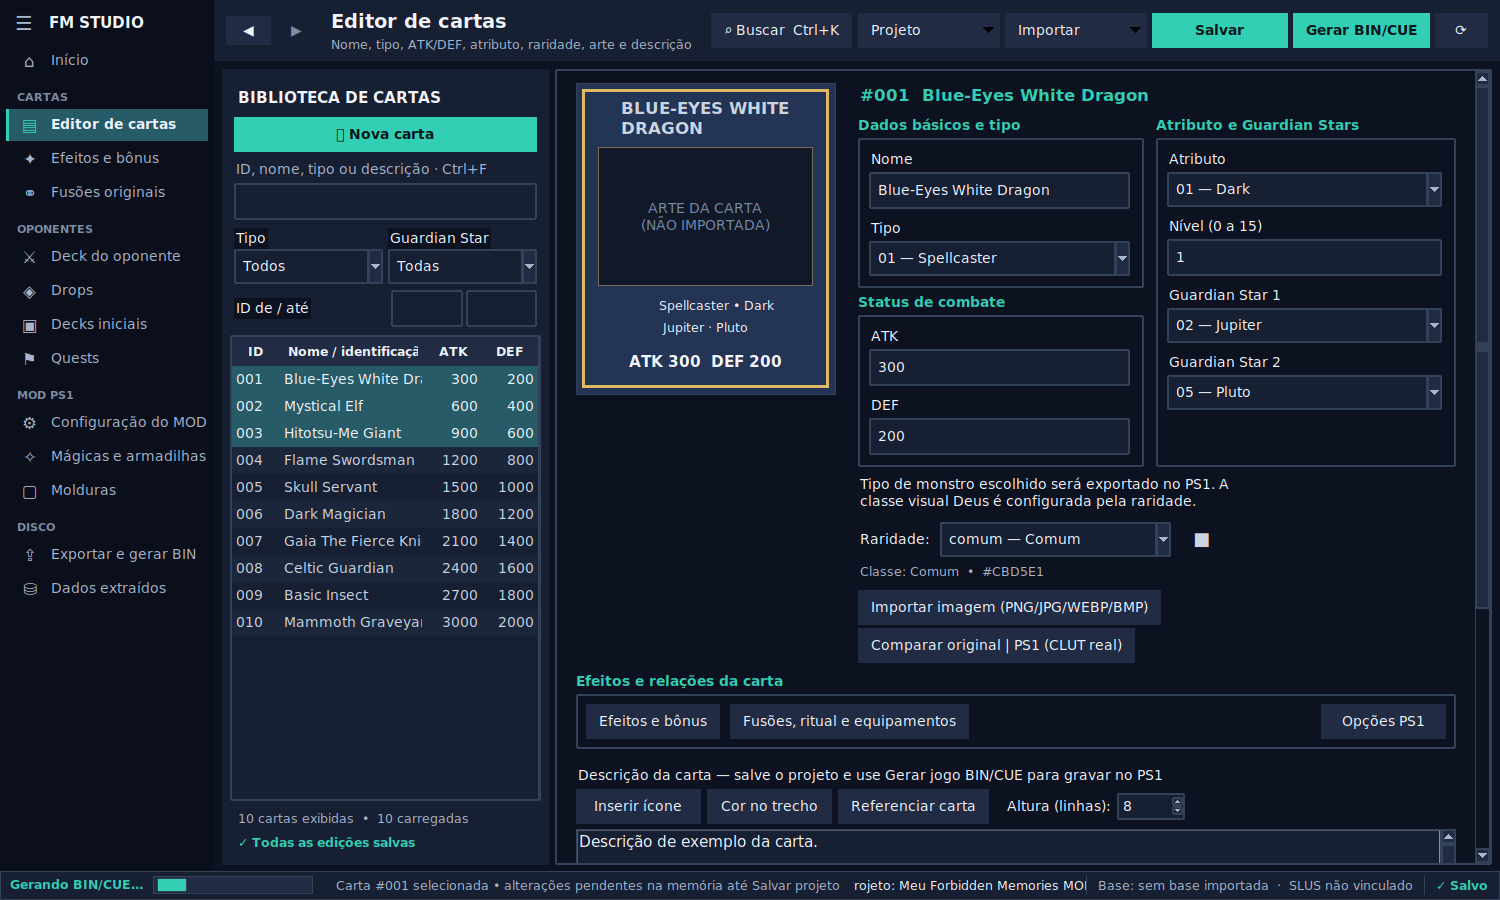 FM STUDIO
Início
CARTAS
Editor de cartas
Efeitos e bônus
Fusões originais
OPONENTES
Deck do oponente
Drops
Decks iniciais
Quests
MOD PS1
Configuração do MOD
Mágicas e armadilhas
Molduras
DISCO
Exportar e gerar BIN
Dados extraídos
Editor de cartas
Nome, tipo, ATK/DEF, atributo, raridade, arte e descrição
Buscar Ctrl+K
Projeto
Importar
Salvar
Gerar BIN/CUE
BIBLIOTECA DE CARTAS
Nova carta
ID, nome, tipo ou descrição · Ctrl+F
Tipo Guardian Star
Todos Todas
ID de / até
ID Nome / identificaçã ATK DEF
001 Blue-Eyes White Dra 300 200
002 Mystical Elf 600 400
003 Hitotsu-Me Giant 900 600
004 Flame Swordsman 1200 800
005 Skull Servant 1500 1000
006 Dark Magician 1800 1200
007 Gaia The Fierce Kni 2100 1400
008 Celtic Guardian 2400 1600
009 Basic Insect 2700 1800
010 Mammoth Graveyar 3000 2000
10 cartas exibidas • 10 carregadas
✓ Todas as edições salvas
BLUE-EYES WHITE
DRAGON
ARTE DA CARTA
(NÃO IMPORTADA)
Spellcaster • Dark
Jupiter · Pluto
ATK 300 DEF 200
#001 Blue-Eyes White Dragon
Dados básicos e tipo
Nome
Blue-Eyes White Dragon
Tipo
01 — Spellcaster
Status de combate
ATK
300
DEF
200
Atributo e Guardian Stars
Atributo
01 — Dark
Nível (0 a 15)
1
Guardian Star 1
02 — Jupiter
Guardian Star 2
05 — Pluto
Tipo de monstro escolhido será exportado no PS1. A
classe visual Deus é configurada pela raridade.
Raridade: comum — Comum
Classe: Comum • #CBD5E1
Importar imagem (PNG/JPG/WEBP/BMP)
Comparar original | PS1 (CLUT real)
Efeitos e relações da carta
Efeitos e bônus Fusões, ritual e equipamentos Opções PS1
Descrição da carta — salve o projeto e use Gerar jogo BIN/CUE para gravar no PS1
Inserir ícone Cor no trecho Referenciar carta Altura (linhas): 8
Descrição de exemplo da carta.
Gerando BIN/CUE… Carta #001 selecionada • alterações pendentes na memória até Salvar projeto rojeto: Meu Forbidden Memories MOI Base: sem base importada · SLUS não vinculado ✓ Salvo